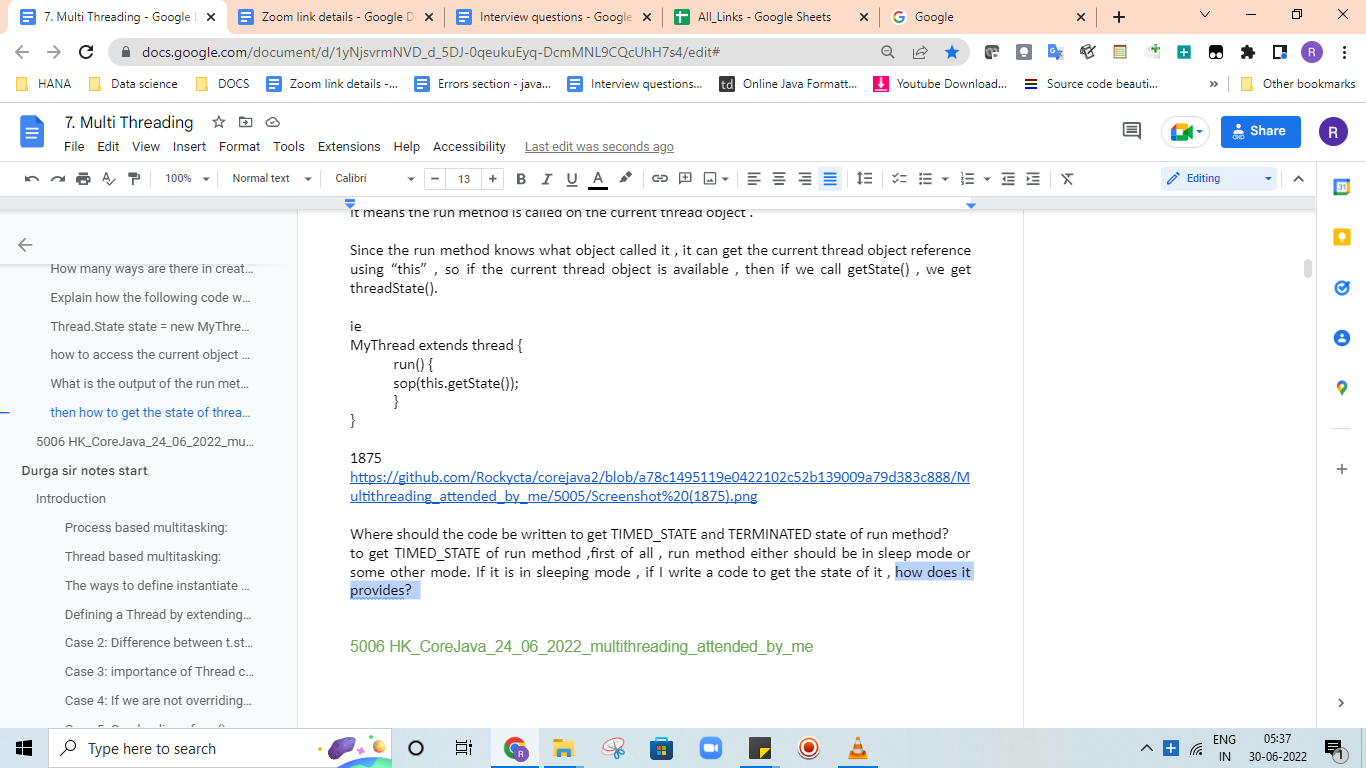 7. Multi Threading - Google D
Zoom link details - Google D
Interview questions - Google
All_Links - Google Sheets
Google
docs.google.com/document/d/1yNjsvrmNVD_d_5DJ-0qeukuEyq-DcmMNL9CQcUhH7s4/edit#
R
HANA
Data science
DOCS
Zoom link details -...
Errors section - java...
Interview questions...
td Online Java Formatt...
Youtube Download...
Source code beauti...
»
Other bookmarks
7. Multi Threading
File Edit View Insert Format Tools Extensions Help Accessibility Last edit was seconds ago
Share
R
100% Normal text Calibri − 13 + B I U A Editing
31
How many ways are there in creat...
Explain how the following code w...
Thread.State state = new MyThre...
how to access the current object ...
What is the output of the run met...
then how to get the state of threa...
5006 HK_CoreJava_24_06_2022_mu...
Durga sir notes start
Introduction
Process based multitasking:
Thread based multitasking:
The ways to define instantiate ...
Defining a Thread by extending...
Case 2: Difference between t.st...
Case 3: importance of Thread c...
Case 4: If we are not overriding...
it means the run method is called on the current thread object .
Since the run method knows what object called it , it can get the current thread object reference
using “this” , so if the current thread object is available , then if we call getState() , we get
threadState().
ie
MyThread extends thread {
run() {
sop(this.getState());
}
}
1875
https://github.com/Rockycta/corejava2/blob/a78c1495119e0422102c52b139009a79d383c888/M
ultithreading_attended_by_me/5005/Screenshot%20(1875).png
Where should the code be written to get TIMED_STATE and TERMINATED state of run method?
to get TIMED_STATE of run method ,first of all , run method either should be in sleep mode or
some other mode. If it is in sleeping mode , if I write a code to get the state of it , how does it
provides?
5006 HK_CoreJava_24_06_2022_multithreading_attended_by_me
Type here to search
ENG
IN
05:37
30-06-2022
1